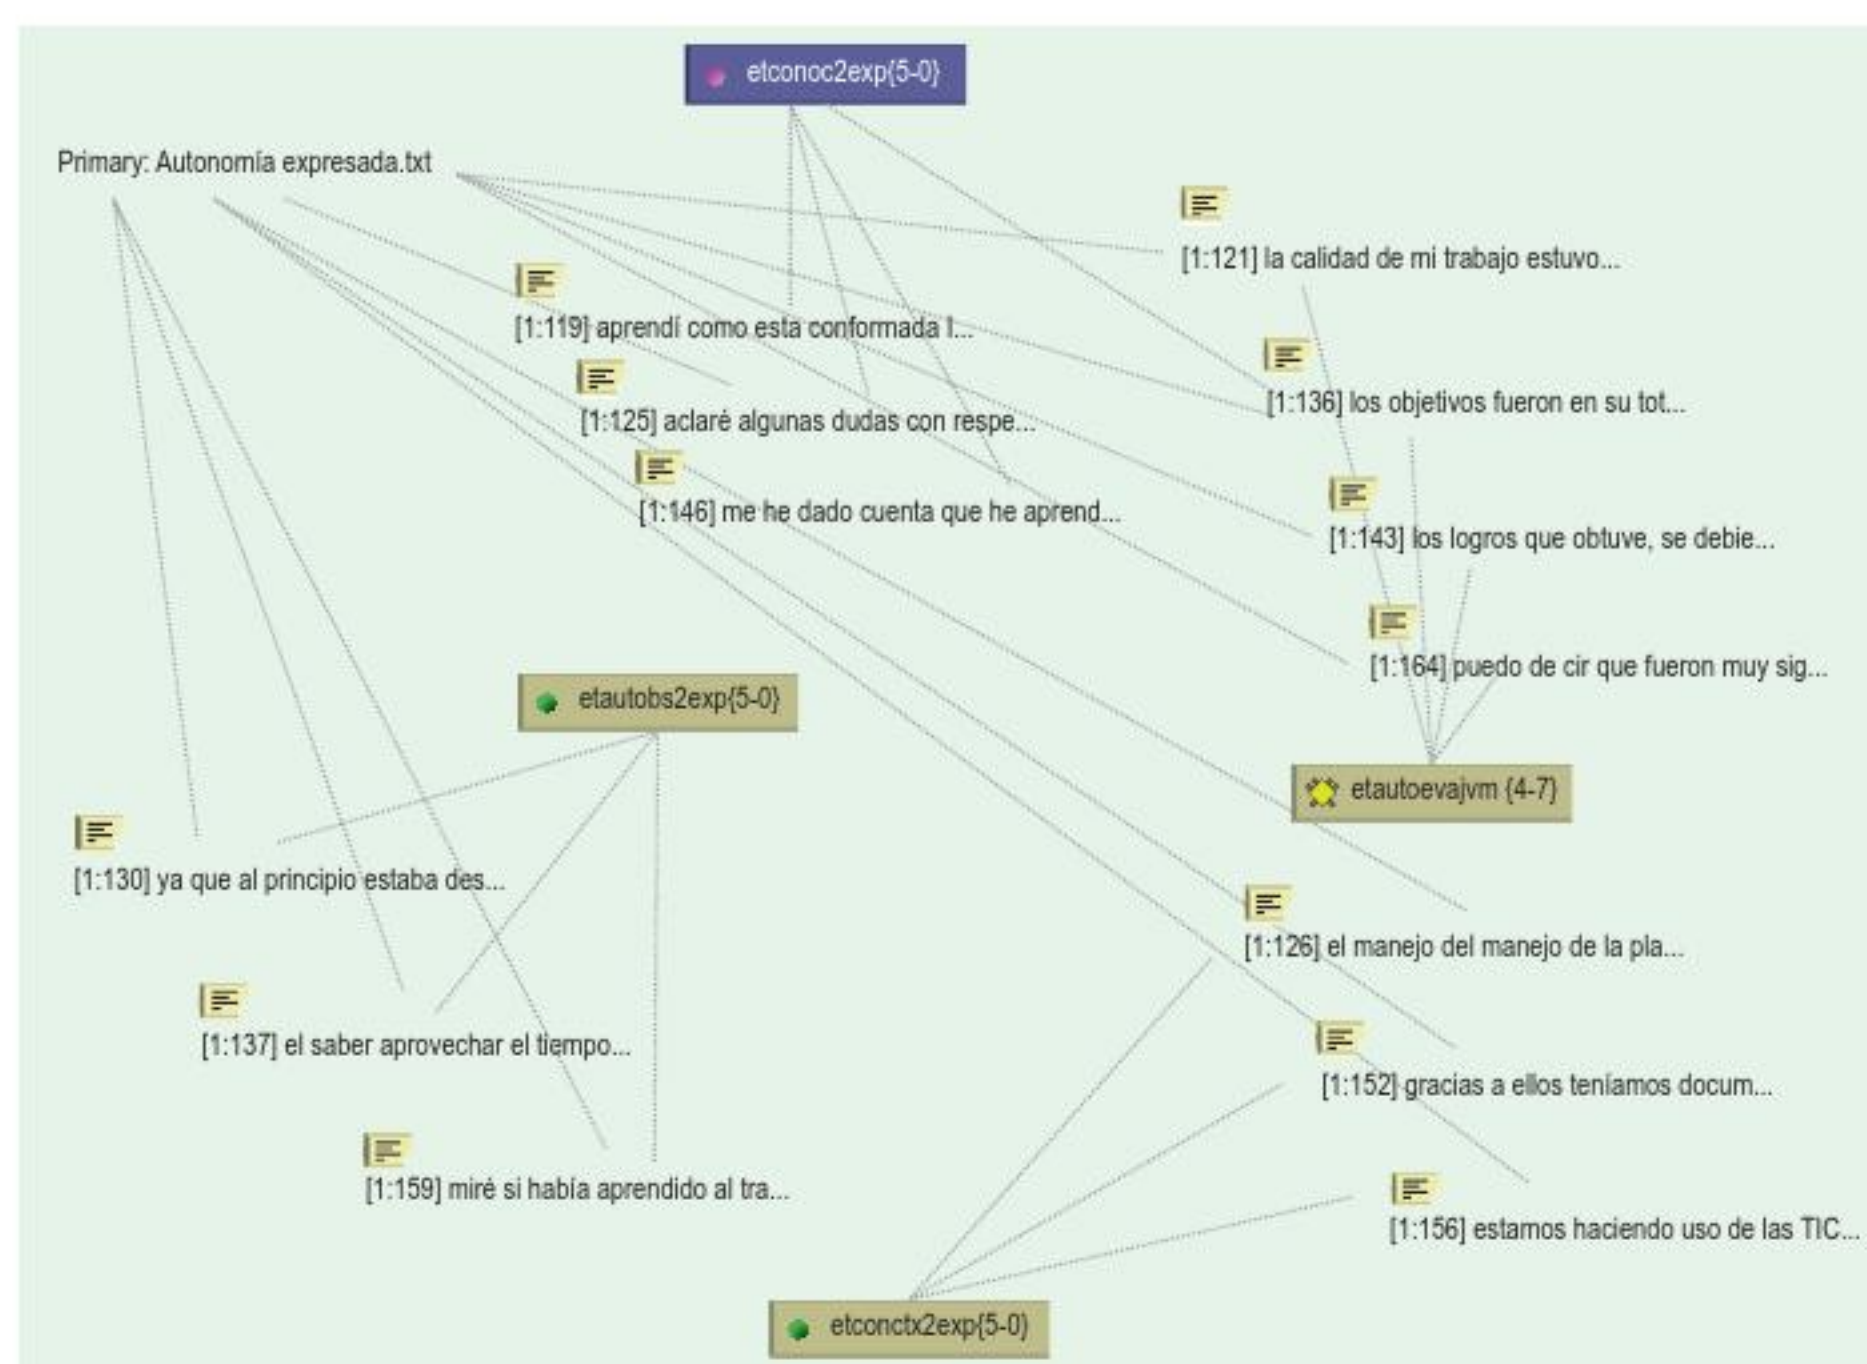 etconoc2exp{5-0}
Primary: Autonomía expresada.txt
[1:121] la calidad de mi trabajo estuvo...
[1:119] aprendí como esta conformada l...
[1:136] los objetivos fueron en su tot...
[1:125] aclaré algunas dudas con respe...
[1:146] me he dado cuenta que he aprend...
[1:143] los logros que obtuve, se debie...
[1:164] puedo de cir que fueron muy sig...
etautobs2exp{5-0}
etautoevajvm {4-7}
[1:130] ya que al principio estaba des...
[1:126] el manejo del manejo de la pla...
[1:137] el saber aprovechar el tiempo...
[1:152] gracias a ellos teníamos docum...
[1:159] miré si había aprendido al tra...
[1:156] estamos haciendo uso de las TIC...
etconctx2exp{5-0}